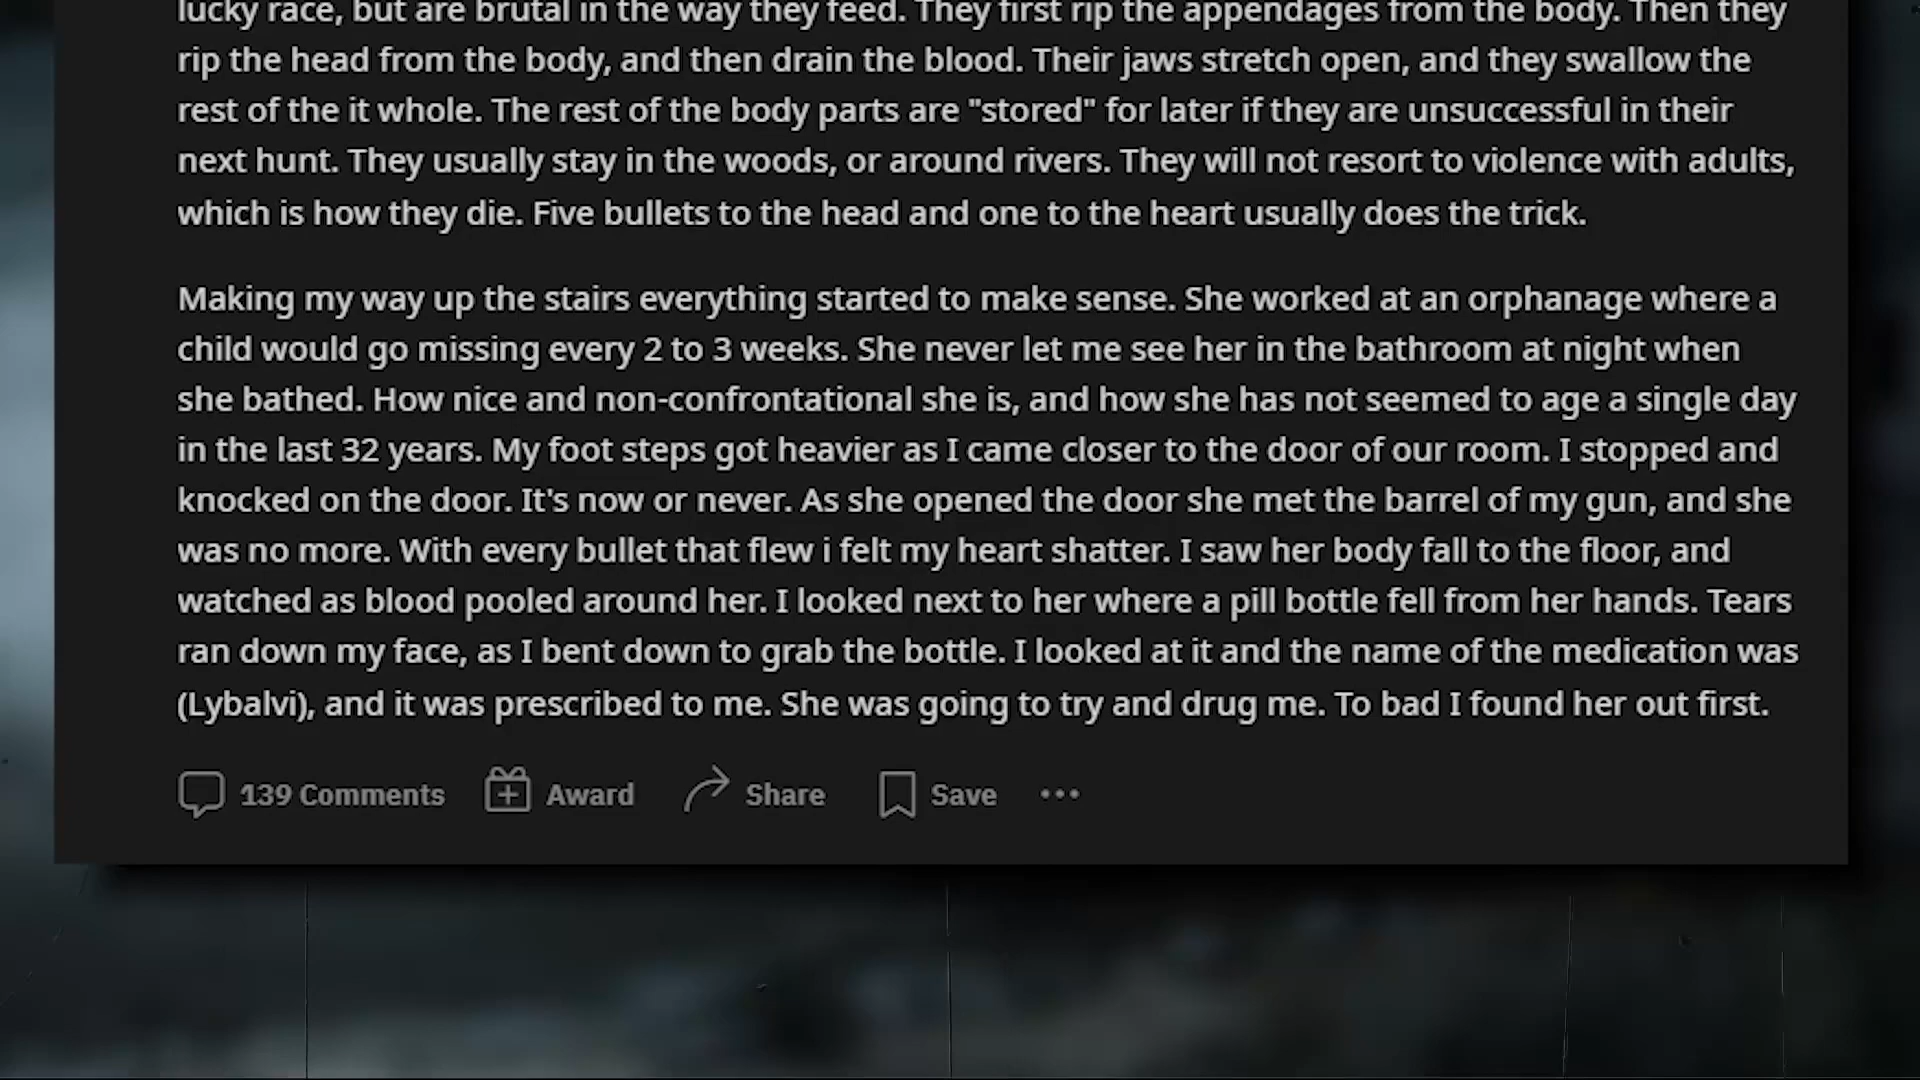 lucky race, but are brutal in the way they feed. They first rip the appendages from the body. Then they
rip the head from the body, and then drain the blood. Their jaws stretch open, and they swallow the
rest of the it whole. The rest of the body parts are "stored" for later if they are unsuccessful in their
next hunt. They usually stay in the woods, or around rivers. They will not resort to violence with adults,
which is how they die. Five bullets to the head and one to the heart usually does the trick.
Making my way up the stairs everything started to make sense. She worked at an orphanage where a
child would go missing every 2 to 3 weeks. She never let me see her in the bathroom at night when
she bathed. How nice and non-confrontational she is, and how she has not seemed to age a single day
in the last 32 years. My foot steps got heavier as I came closer to the door of our room. I stopped and
knocked on the door. It's now or never. As she opened the door she met the barrel of my gun, and she
was no more. With every bullet that flew i felt my heart shatter. I saw her body fall to the floor, and
watched as blood pooled around her. I looked next to her where a pill bottle fell from her hands. Tears
ran down my face, as I bent down to grab the bottle. I looked at it and the name of the medication was
(Lybalvi), and it was prescribed to me. She was going to try and drug me. To bad I found her out first.
139 Comments Award Share Save